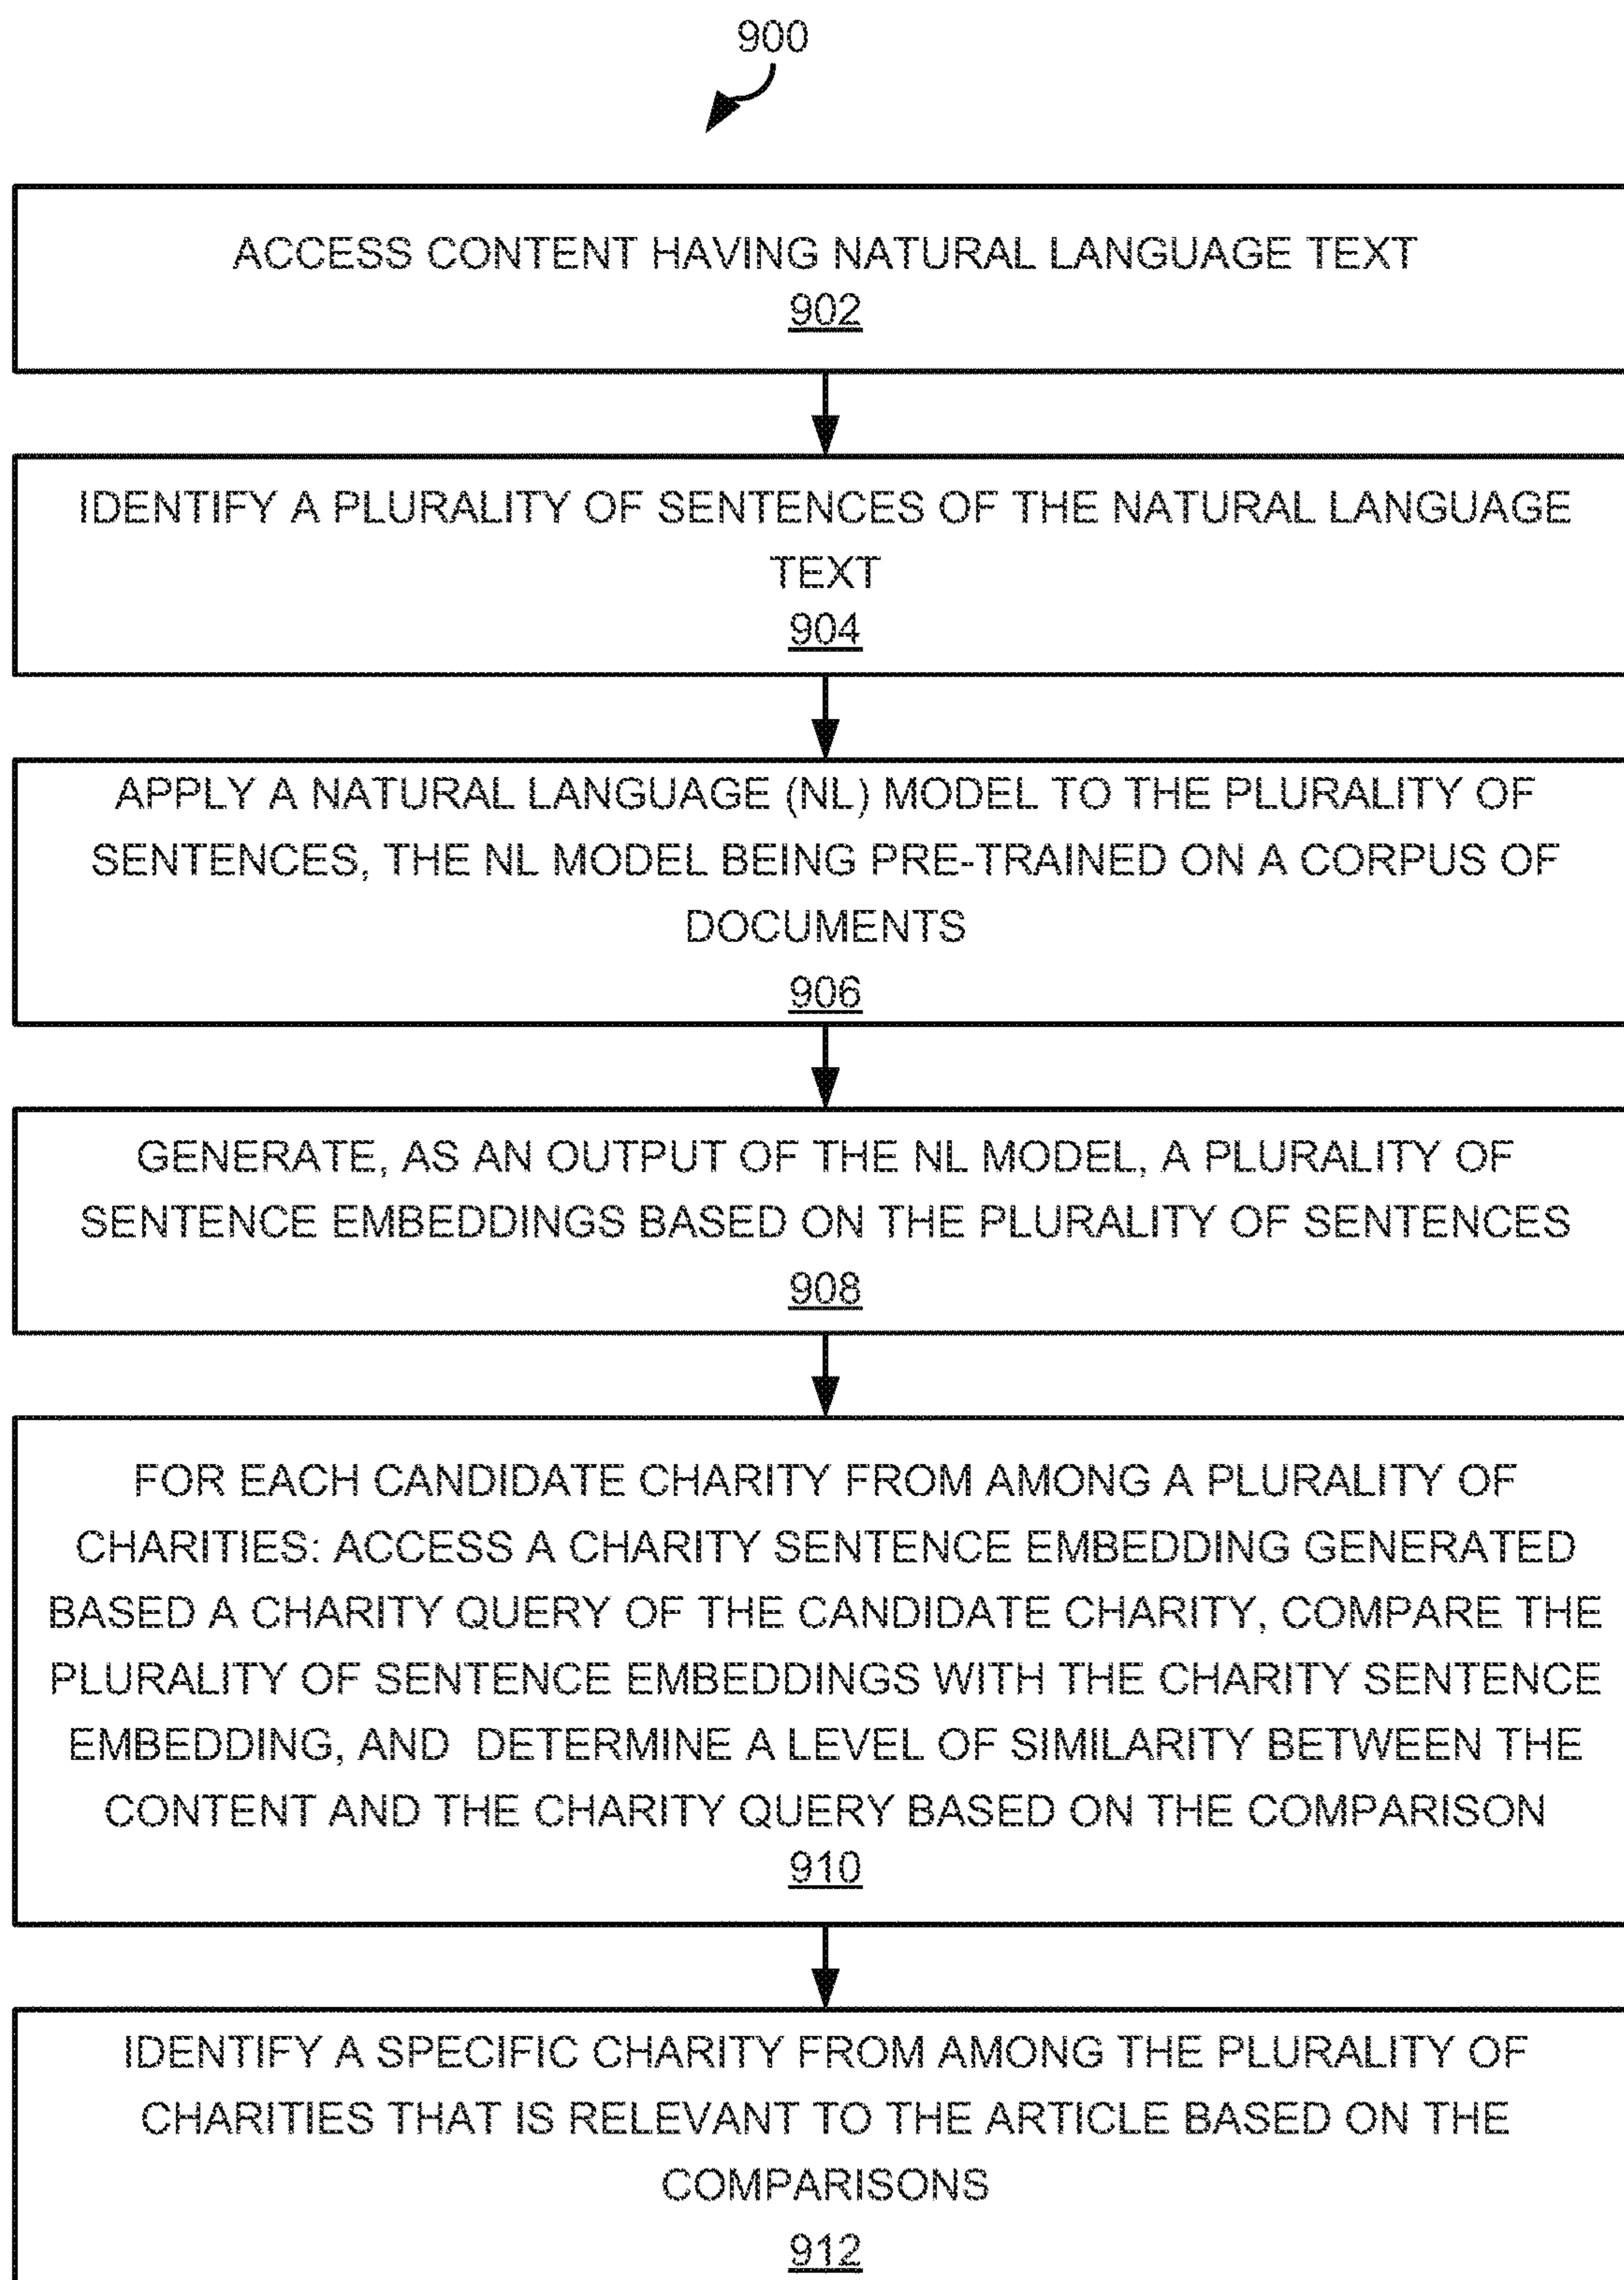 900
ACCESS CONTENT HAVING NATURAL LANGUAGE TEXT
902
IDENTIFY A PLURALITY OF SENTENCES OF THE NATURAL LANGUAGE
TEXT
904
APPLY A NATURAL LANGUAGE (NL) MODEL TO THE PLURALITY OF
SENTENCES, THE NL MODEL BEING PRE-TRAINED ON A CORPUS OF
DOCUMENTS
906
GENERATE, AS AN OUTPUT OF THE NL MODEL, A PLURALITY OF
SENTENCE EMBEDDINGS BASED ON THE PLURALITY OF SENTENCES
908
FOR EACH CANDIDATE CHARITY FROM AMONG A PLURALITY OF
CHARITIES: ACCESS A CHARITY SENTENCE EMBEDDING GENERATED
BASED A CHARITY QUERY OF THE CANDIDATE CHARITY, COMPARE THE
PLURALITY OF SENTENCE EMBEDDINGS WITH THE CHARITY SENTENCE
EMBEDDING, AND DETERMINE A LEVEL OF SIMILARITY BETWEEN THE
CONTENT AND THE CHARITY QUERY BASED ON THE COMPARISON
910
IDENTIFY A SPECIFIC CHARITY FROM AMONG THE PLURALITY OF
CHARITIES THAT IS RELEVANT TO THE ARTICLE BASED ON THE
COMPARISONS
912